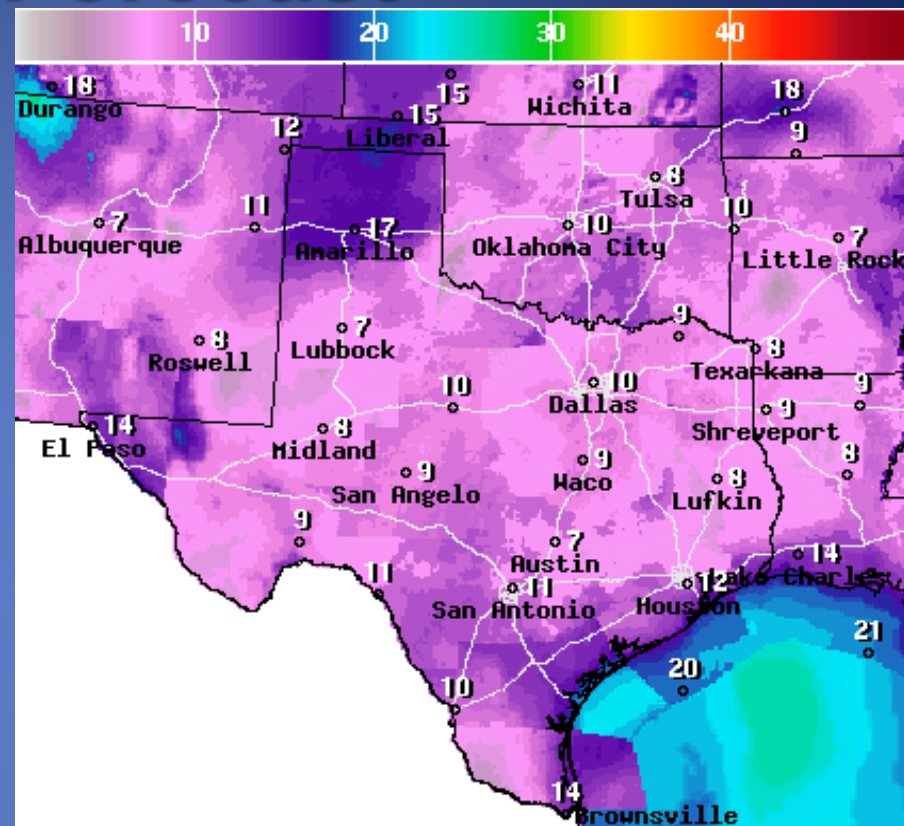 10 20 30 40
18 15 11 18
Durango 15 Wichita
Liberal 9
12
8
Tulsa
7 11 17 10 10 7
Albuquerque Amarillo Oklahoma City Little Rock
8 7 9 8
Roswell Lubbock Texarkana
10 10 9 9
Dallas Shreveport
14 8
El Paso Midland
9 9 8 8
San Angelo Waco Lufkin
9 7 14
Austin Lake Charles
11 11 12
San Antonio Houston
21
20
10
14
Brownsville